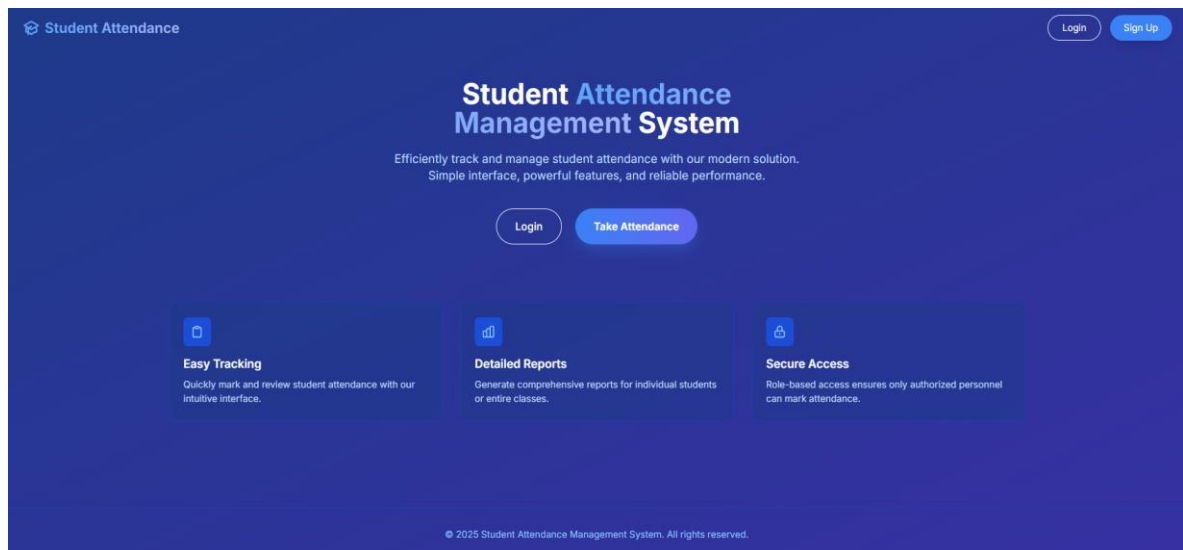 Student Attendance
Login
Sign Up
Student Attendance
Management System
Efficiently track and manage student attendance with our modern solution.
Simple interface, powerful features, and reliable performance.
Login
Take Attendance
Easy Tracking
Quickly mark and review student attendance with our
intuitive interface.
Detailed Reports
Generate comprehensive reports for individual students
or entire classes.
Secure Access
Role-based access ensures only authorized personnel
can mark attendance.
© 2025 Student Attendance Management System. All rights reserved.